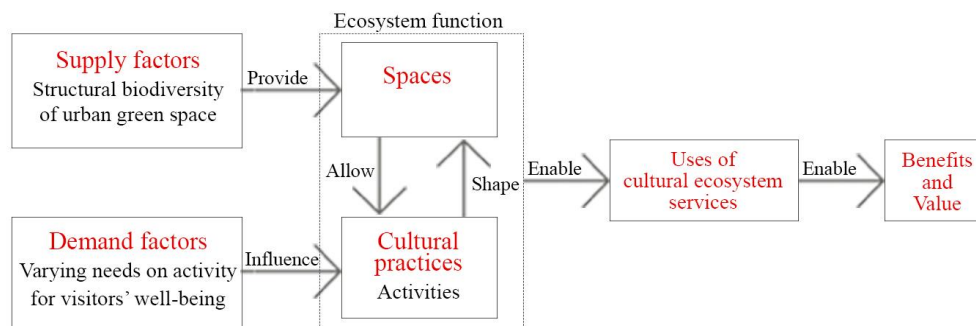 Ecosystem function
Supply factors
Structural biodiversity
of urban green space
Provide
Spaces
Allow
Shape
Enable
Uses of
cultural ecosystem
services
Enable
Benefits
and
Value
Demand factors
Varying needs on activity
for visitors’ well-being
Influence
Cultural
practices
Activities